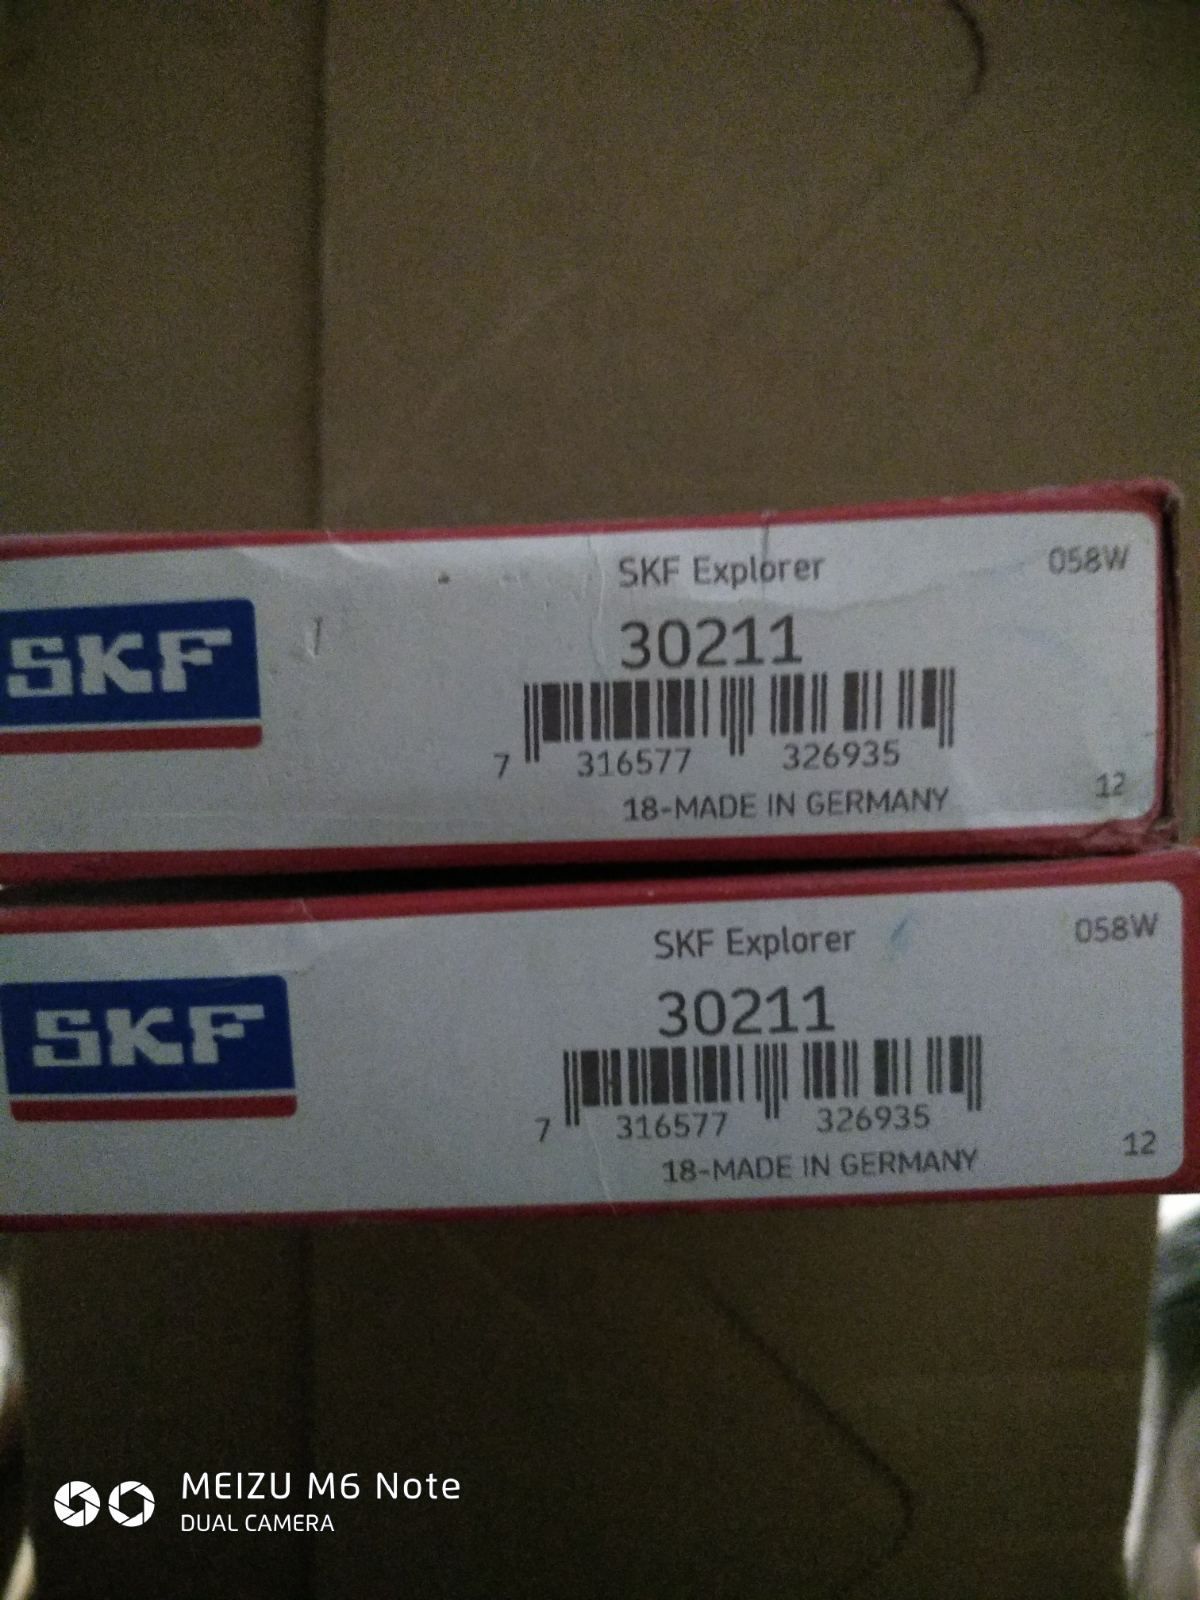 SKF Explorer
058W
SKF
30211
7 316577 326935
18-MADE IN GERMANY
12
SKF Explorer
058W
SKF
30211
7 316577 326935
18-MADE IN GERMANY
12
MEIZU M6 Note
DUAL CAMERA